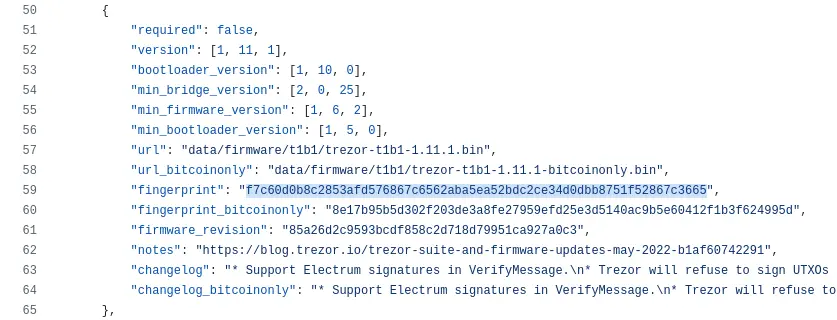 50 {
51 "required": false,
52 "version": [1, 11, 1],
53 "bootloader_version": [1, 10, 0],
54 "min_bridge_version": [2, 0, 25],
55 "min_firmware_version": [1, 6, 2],
56 "min_bootloader_version": [1, 5, 0],
57 "url": "data/firmware/t1b1/trezor-t1b1-1.11.1.bin",
58 "url_bitcoinonly": "data/firmware/t1b1/trezor-t1b1-1.11.1-bitcoinonly.bin",
59 "fingerprint": "f7c60d0b8c2853afd576867c6562aba5ea52bdc2ce34d0dbb8751f52867c3665",
60 "fingerprint_bitcoinonly": "8e17b95b5d302f203de3a8fe27959efd25e3d5140ac9b5e60412f1b3f624995d",
61 "firmware_revision": "85a26d2c9593bcdf858c2d718d79951ca927a0c3",
62 "notes": "https://blog.trezor.io/trezor-suite-and-firmware-updates-may-2022-b1af60742291",
63 "changelog": "* Support Electrum signatures in VerifyMessage.\n* Trezor will refuse to sign UTXOs
64 "changelog_bitcoinonly": "* Support Electrum signatures in VerifyMessage.\n* Trezor will refuse to
65 },